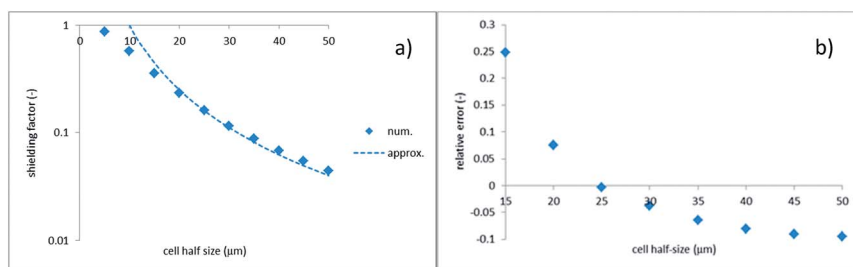 a)
1
0 10 20 30 40 50
0.1
0.01
shielding factor (-)
cell half size (µm)
num.
approx.
b)
0.3
0.25
0.2
0.15
0.1
0.05
0
-0.05
-0.1
15 20 25 30 35 40 45 50
relative error (-)
cell half-size (µm)